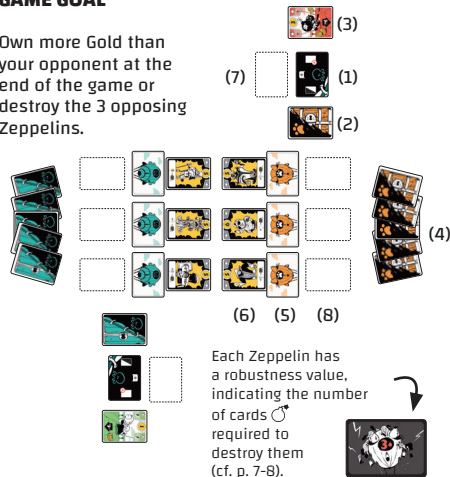 GAME GOAL
Own more Gold than
your opponent at the
end of the game or
destroy the 3 opposing
Zeppelins.
(3)
(7)
(1)
(2)
(4)
(6) (5) (8)
Each Zeppelin has
a robustness value,
indicating the number
of cards
required to
destroy them
(cf. p. 7-8).